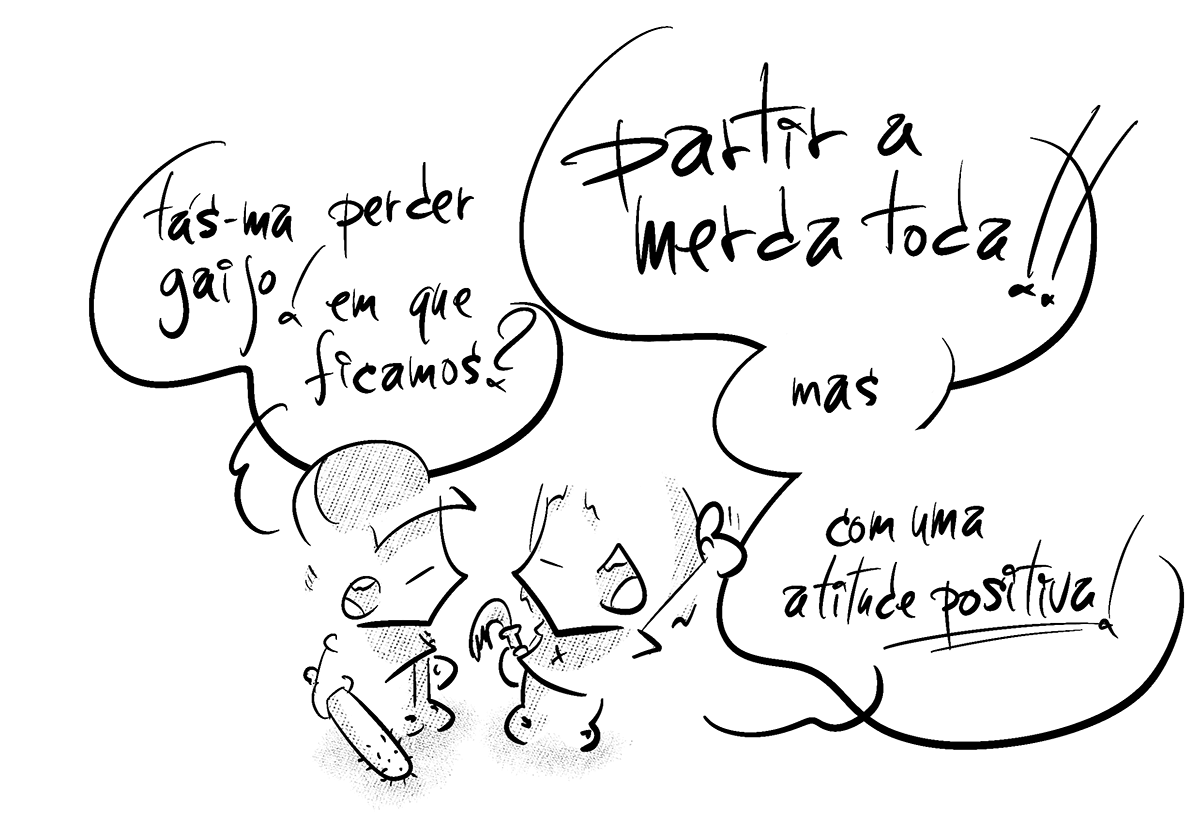 tás-ma perder
gaijo! em que
ficamos?
partir a
merda toda!!
mas
com uma
atitude positiva!